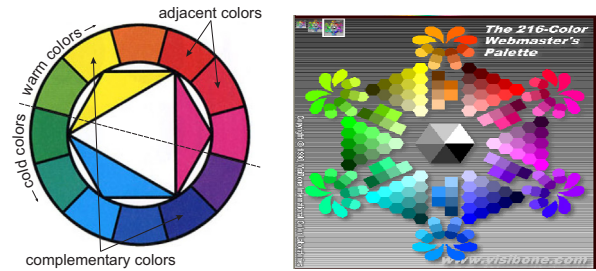 adjacent colors
warm colors
cold colors
complementary colors
The 216-Color
Webmaster's
Palette
www.visibone.com